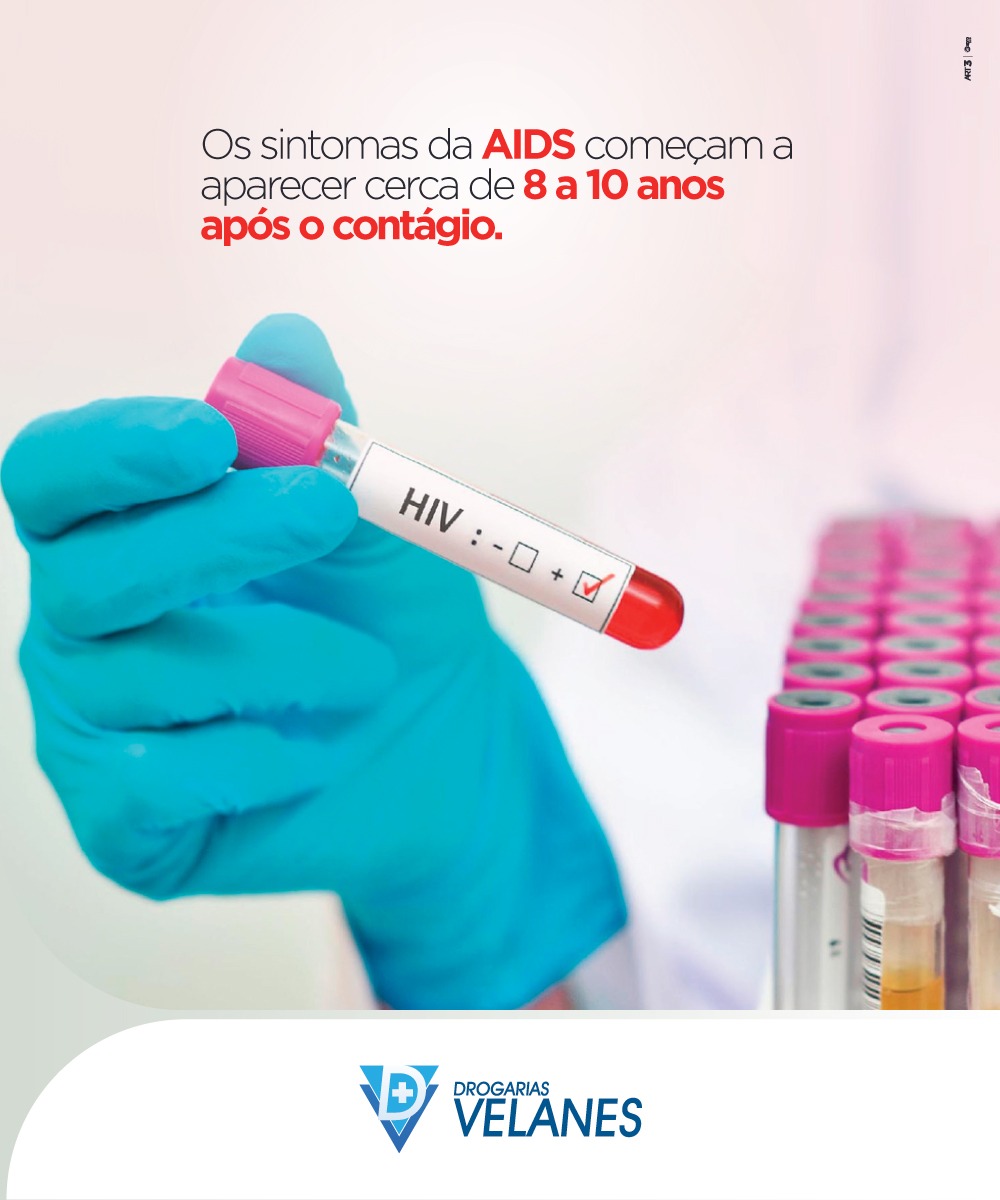 Os sintomas da AIDS começam a
aparecer cerca de 8 a 10 anos
após o contágio.
HIV : - +
DROGARIAS
VELANES